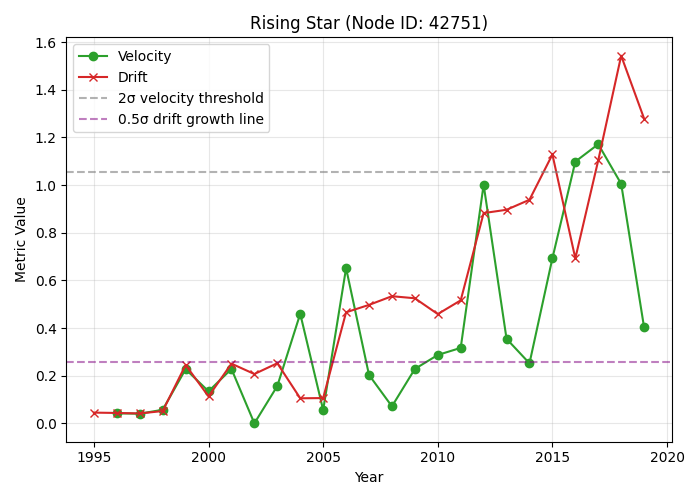 Rising Star (Node ID: 42751)
Velocity
Drift
2σ velocity threshold
0.5σ drift growth line
Metric Value
1.6
1.4
1.2
1.0
0.8
0.6
0.4
0.2
0.0
1995 2000 2005 2010 2015 2020
Year